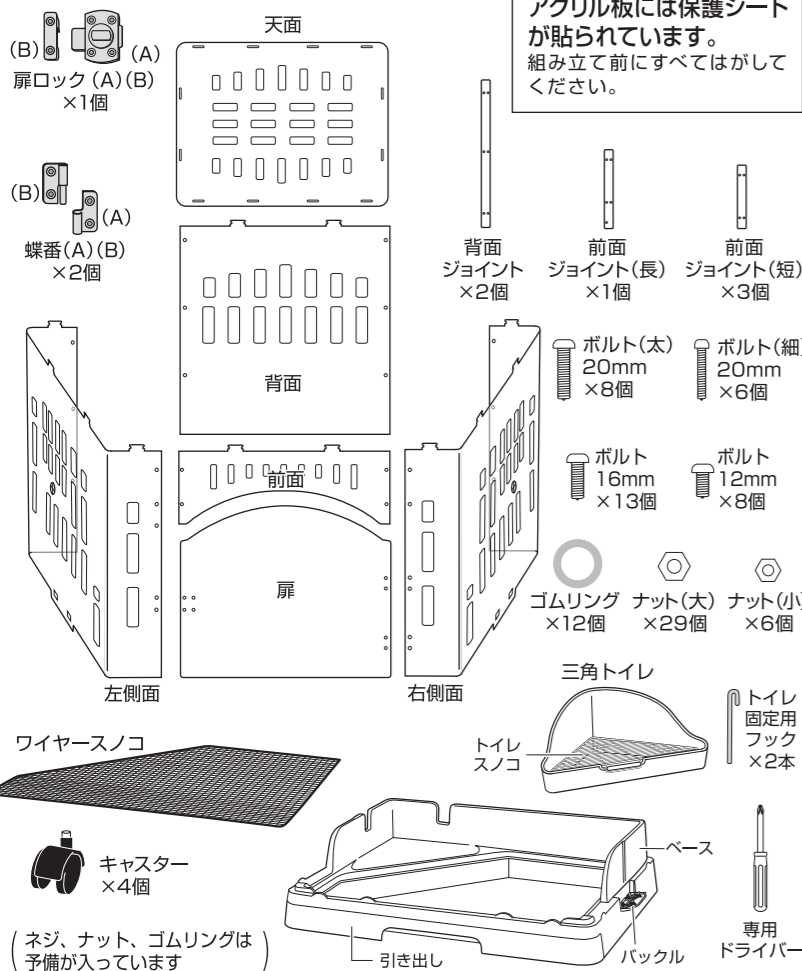 アクリル板には保護シート
が貼られています。
組み立て前にすべてはがして
ください。
(B)
(A)
扉ロック(A)(B)
×1個
天面
(B)
(A)
蝶番(A)(B)
×2個
背面
ジョイント
×2個
前面
ジョイント(長)
×1個
前面
ジョイント(短)
×3個
背面
ボルト(太)
20mm
×8個
ボルト(細)
20mm
×6個
ボルト
16mm
×13個
ボルト
12mm
×8個
前面
扉
ゴムリング
×12個
ナット(大)
×29個
ナット(小)
×6個
左側面
右側面
三角トイレ
トイレ
スノコ
トイレ
固定用
フック
×2本
ワイヤースノコ
キャスター
×4個
ベース
専用
ドライバー
(ネジ、ナット、ゴムリングは
予備が入っています)
引き出し
バックル